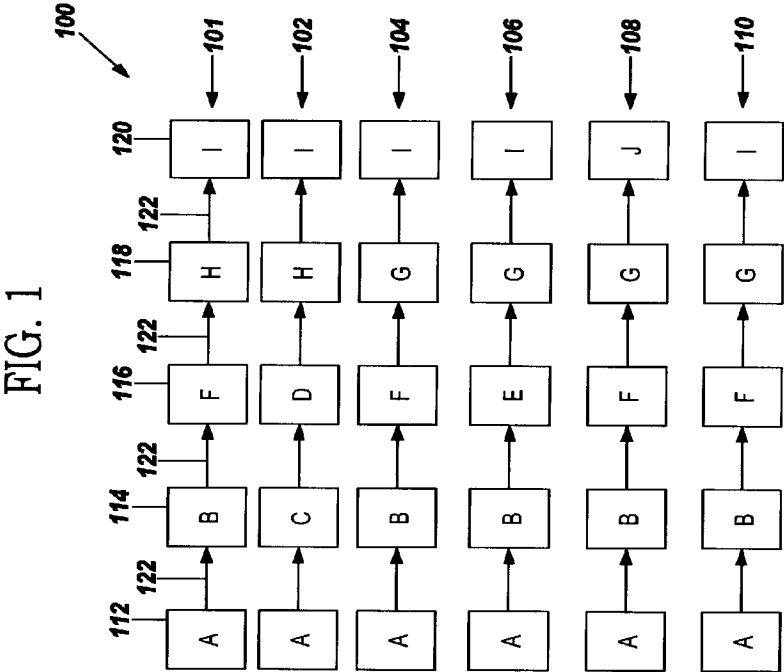 FIG. 1
100
112 114 116 118 120
122 122 122 122
A B F H I 101
A C D H I 102
A B F G I 104
A B E G I 106
A B F G J 108
A B F G I 110